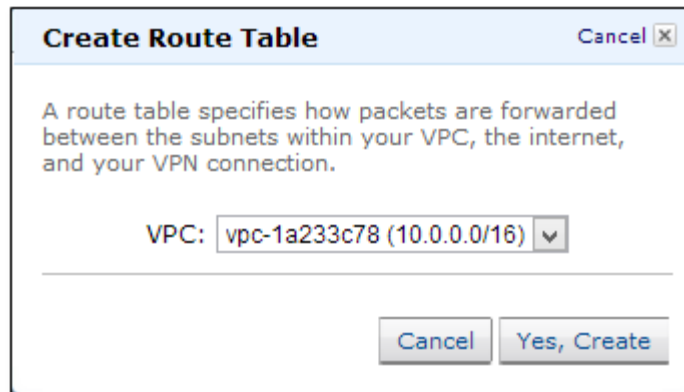 Create Route Table Cancel
A route table specifies how packets are forwarded
between the subnets within your VPC, the internet,
and your VPN connection.
VPC: vpc-1a233c78 (10.0.0.0/16)
Cancel Yes, Create